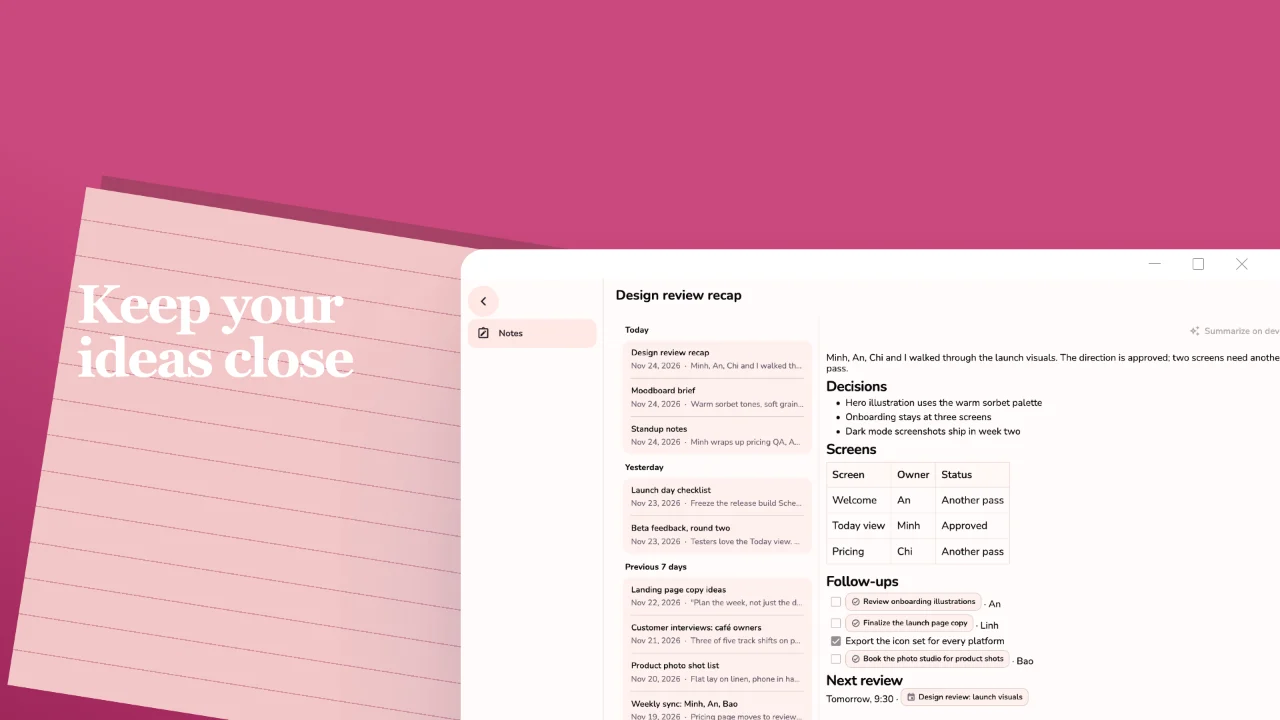 Keep your
ideas close
Notes
Design review recap
Today
Design review recap
Nov 24, 2026 · Minh, An, Chi and I walked th...
Moodboard brief
Nov 24, 2026 · Warm sorbet tones, soft grain...
Standup notes
Nov 24, 2026 · Minh wraps up pricing QA, A...
Yesterday
Launch day checklist
Nov 23, 2026 · Freeze the release build Sche...
Beta feedback, round two
Nov 23, 2026 · Testers love the Today view. ...
Previous 7 days
Landing page copy ideas
Nov 22, 2026 · "Plan the week, not just the d...
Customer interviews: café owners
Nov 21, 2026 · Three of five track shifts on p...
Product photo shot list
Nov 20, 2026 · Flat lay on linen, phone in ha...
Weekly sync: Minh, An, Bao
Nov 19, 2026 · Pricing page moves to review...
Summarize on dev
Minh, An, Chi and I walked through the launch visuals. The direction is approved; two screens need anothe
pass.
Decisions
• Hero illustration uses the warm sorbet palette
• Onboarding stays at three screens
• Dark mode screenshots ship in week two
Screens
Screen Owner Status
Welcome An Another pass
Today view Minh Approved
Pricing Chi Another pass
Follow-ups
Review onboarding illustrations · An
Finalize the launch page copy · Linh
Export the icon set for every platform
Book the photo studio for product shots · Bao
Next review
Tomorrow, 9:30 · Design review: launch visuals